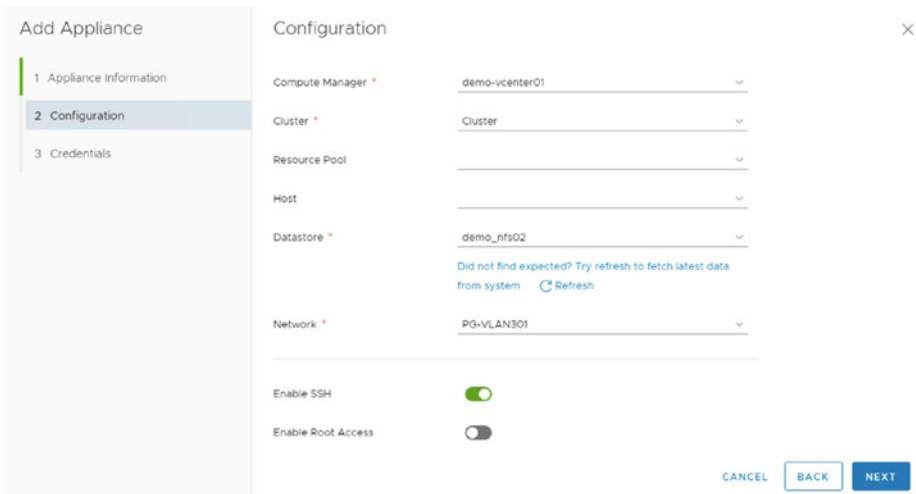 Add Appliance
1 Appliance Information
2 Configuration
3 Credentials
Configuration
Compute Manager * demo-vcenter01
Cluster * Cluster
Resource Pool
Host
Datastore * demo_nfs02
Did not find expected? Try refresh to fetch latest data
from system Refresh
Network * PG-VLAN301
Enable SSH
Enable Root Access
CANCEL BACK NEXT